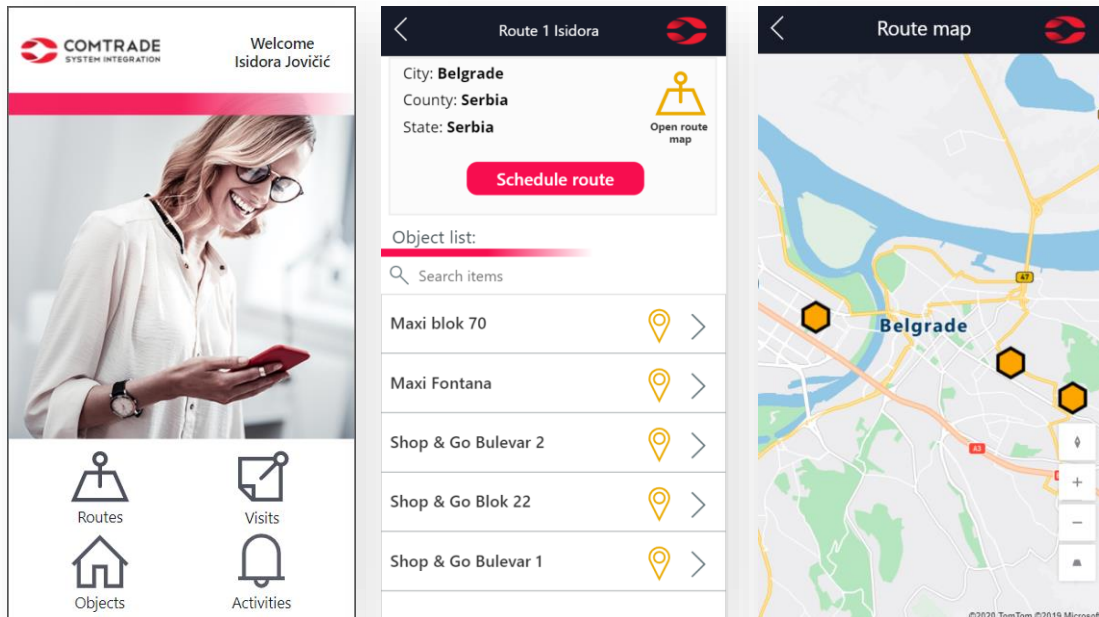 COMTRADE
SYSTEM INTEGRATION
Welcome
Isidora Jovičić
Routes
Visits
Objects
Activities
Route 1 Isidora
City: Belgrade
County: Serbia
State: Serbia
Open route
map
Schedule route
Object list:
Search items
Maxi blok 70
Maxi Fontana
Shop & Go Bulevar 2
Shop & Go Blok 22
Shop & Go Bulevar 1
Route map
47
Belgrade
A3
©2020 TomTom ©2019 Microsoft